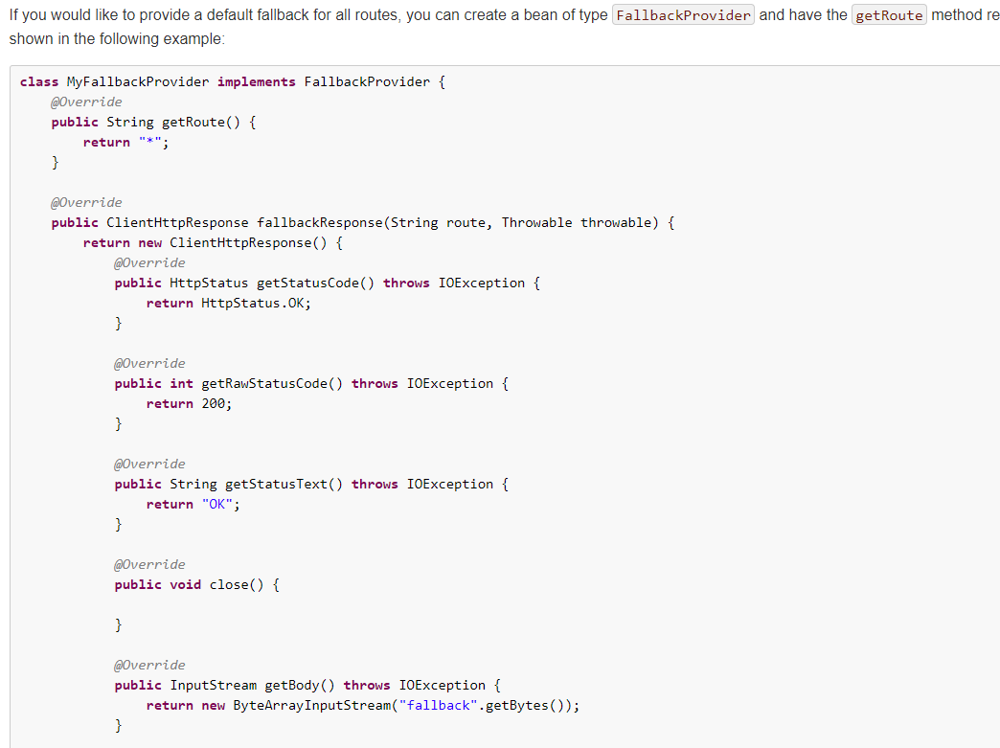 If you would like to provide a default fallback for all routes, you can create a bean of type FallbackProvider and have the getRoute method re
shown in the following example:
class MyFallbackProvider implements FallbackProvider {
    @Override
    public String getRoute() {
        return "*";
    }

    @Override
    public ClientHttpResponse fallbackResponse(String route, Throwable throwable) {
        return new ClientHttpResponse() {
            @Override
            public HttpStatus getStatusCode() throws IOException {
                return HttpStatus.OK;
            }

            @Override
            public int getRawStatusCode() throws IOException {
                return 200;
            }

            @Override
            public String getStatusText() throws IOException {
                return "OK";
            }

            @Override
            public void close() {

            }

            @Override
            public InputStream getBody() throws IOException {
                return new ByteArrayInputStream("fallback".getBytes());
            }